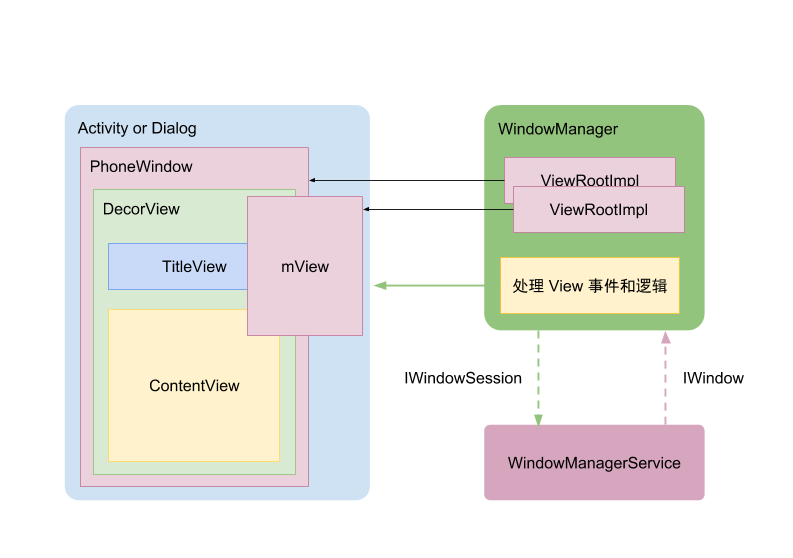 Activity or Dialog
PhoneWindow
DecorView
TitleView
mView
ContentView
WindowManager
ViewRootImpl
ViewRootImpl
处理 View 事件和逻辑
IWindowSession
IWindow
WindowManagerService